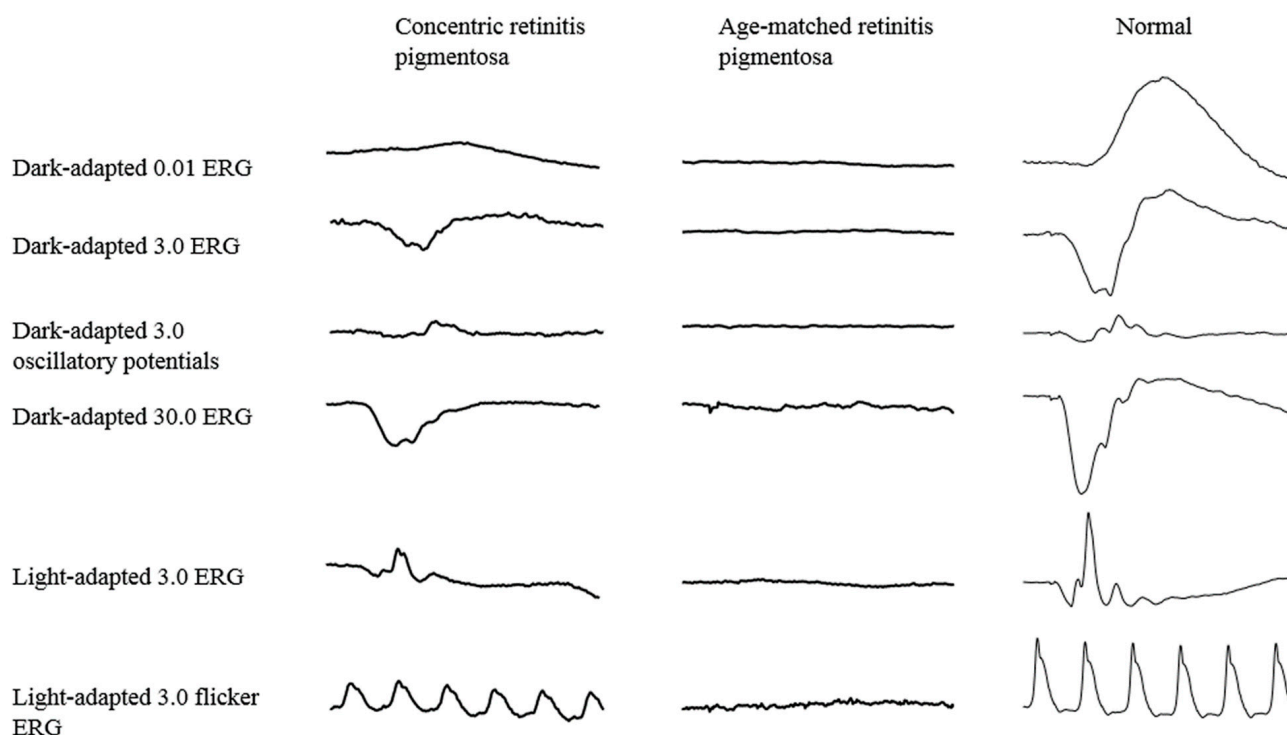 Concentric retinitis
pigmentosa
Age-matched retinitis
pigmentosa
Normal
Dark-adapted 0.01 ERG
Dark-adapted 3.0 ERG
Dark-adapted 3.0
oscillatory potentials
Dark-adapted 30.0 ERG
Light-adapted 3.0 ERG
Light-adapted 3.0 flicker
ERG